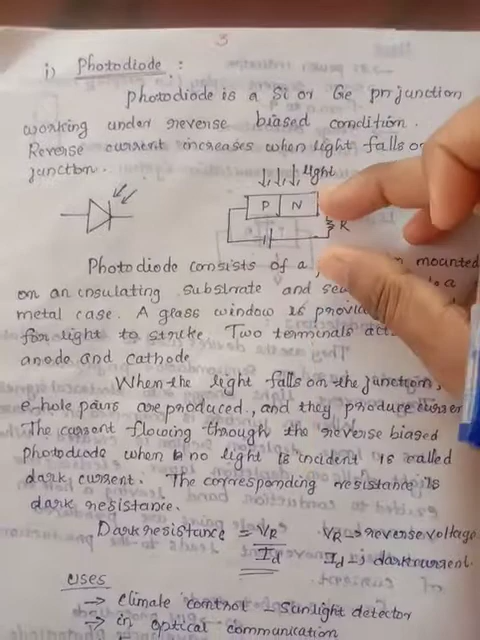 3
i) Photodiode :
Photodiode is a Si or Ge pn junction
working under reverse biased condition.
Reverse current increases when light falls on
junction.
light
P N
R
Photodiode consists of a mounted
on an insulating substrate and a
metal case. A glass window is
for light to strike. Two terminals
anode and cathode
When the light falls on the junction,
e-hole pairs are produced, and they produce current
The current flowing through the reverse biased
photodiode when no light is incident is called
dark current. The corresponding resistance is
dark resistance.
Dark resistance = VR / Id VR → reverse voltage
Id → dark current.
uses
→ climate control - Sunlight detector
→ in optical communication